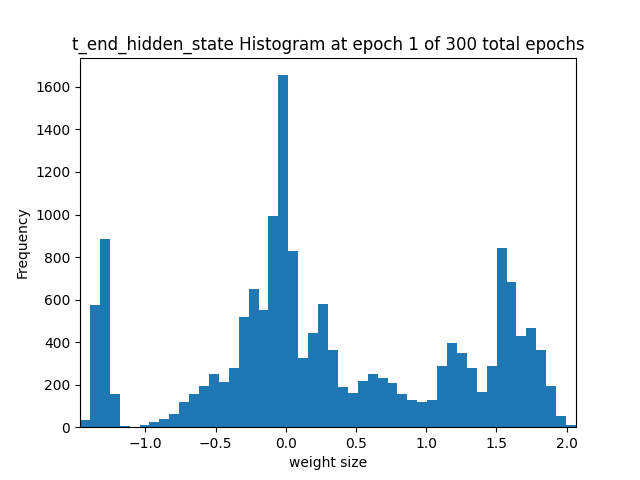 t_end_hidden_state Histogram at epoch 1 of 300 total epochs
1600
1400
1200
1000
800
600
400
200
0
Frequency
−1.0 −0.5 0.0 0.5 1.0 1.5 2.0
weight size